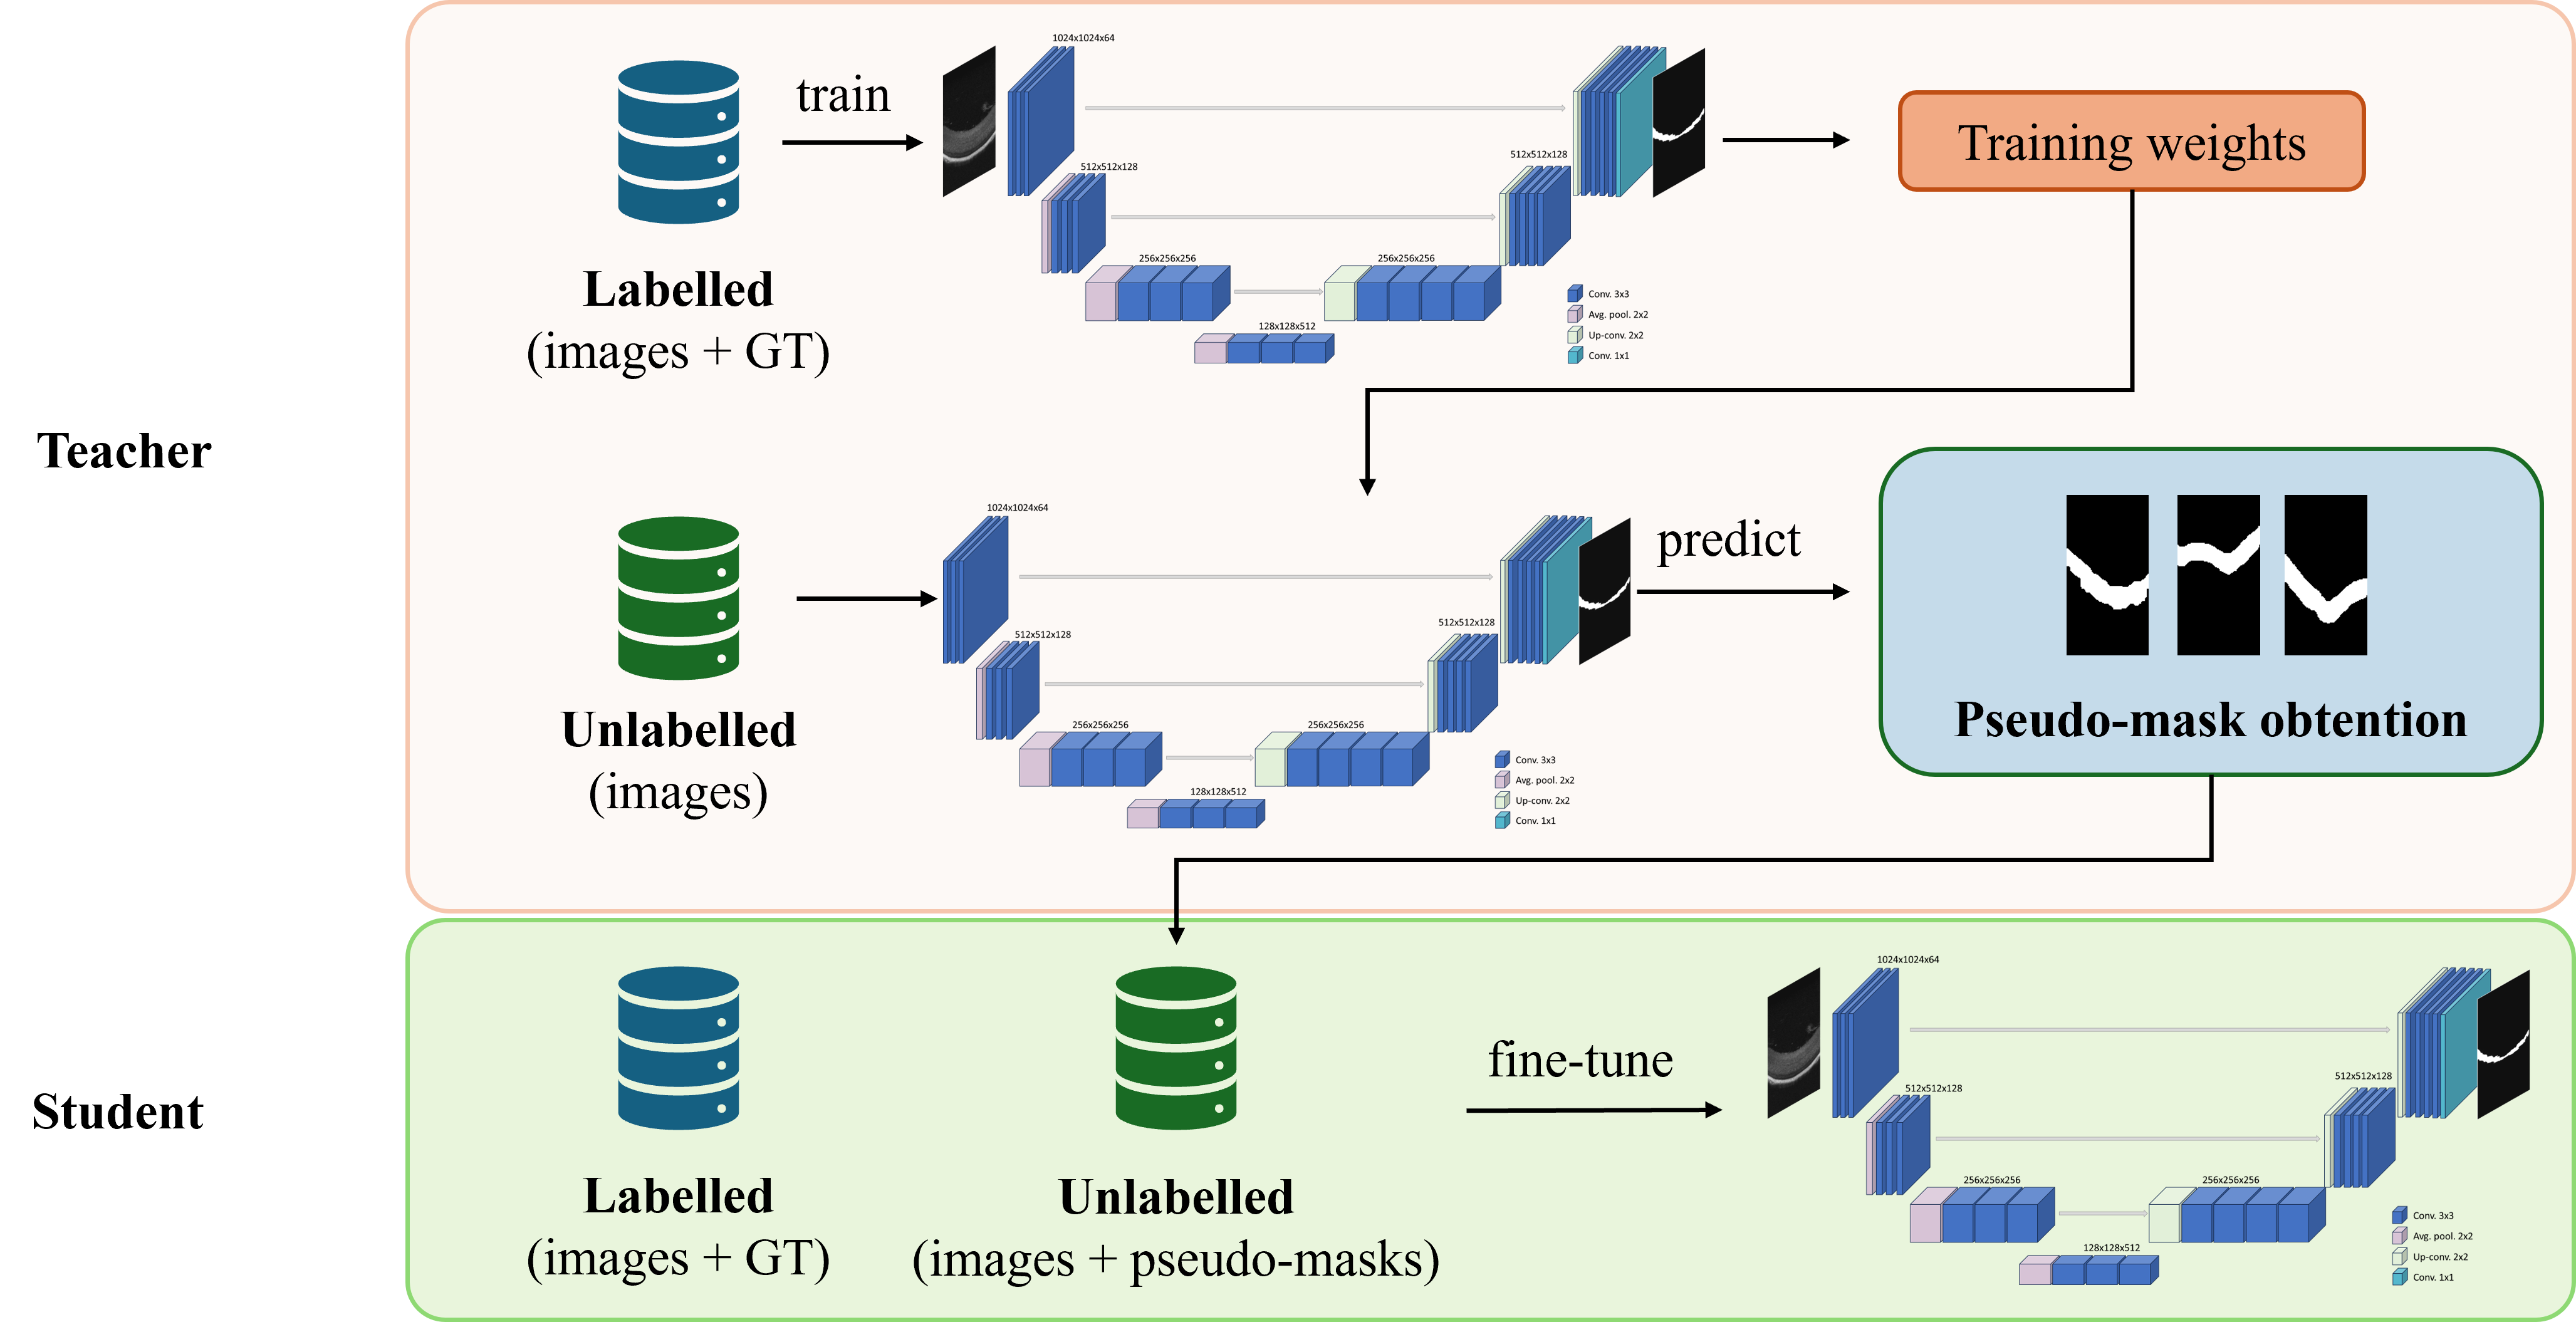 Teacher
train
Labelled
(images + GT)
1024x1024x64
512x512x128
256x256x256
128x128x512
256x256x256
512x512x128
Conv. 3x3
Avg. pool. 2x2
Up-conv. 2x2
Conv. 1x1
Training weights
Unlabelled
(images)
1024x1024x64
512x512x128
256x256x256
128x128x512
256x256x256
512x512x128
Conv. 3x3
Avg. pool. 2x2
Up-conv. 2x2
Conv. 1x1
predict
Pseudo-mask obtention
Student
Labelled
(images + GT)
Unlabelled
(images + pseudo-masks)
fine-tune
1024x1024x64
512x512x128
256x256x256
128x128x512
256x256x256
512x512x128
Conv. 3x3
Avg. pool. 2x2
Up-conv. 2x2
Conv. 1x1